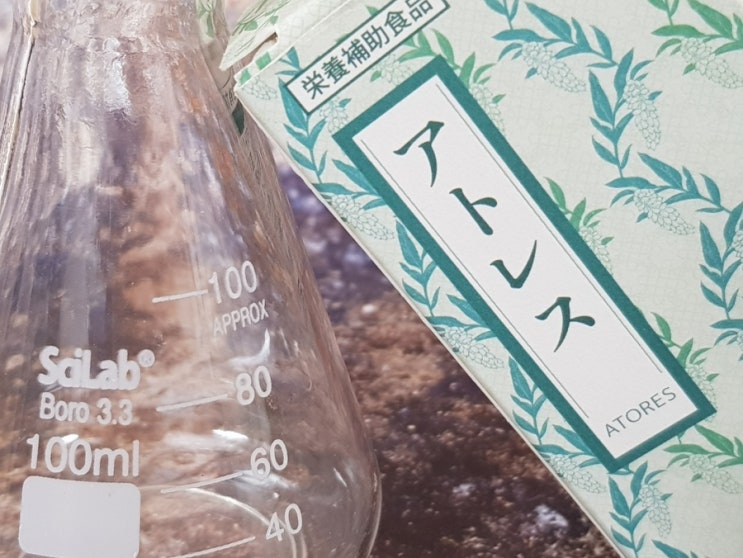 100
APPROX
SciLab®
Boro 3.3
80
100ml
60
40
栄養補助食品
アトレス
ATORES